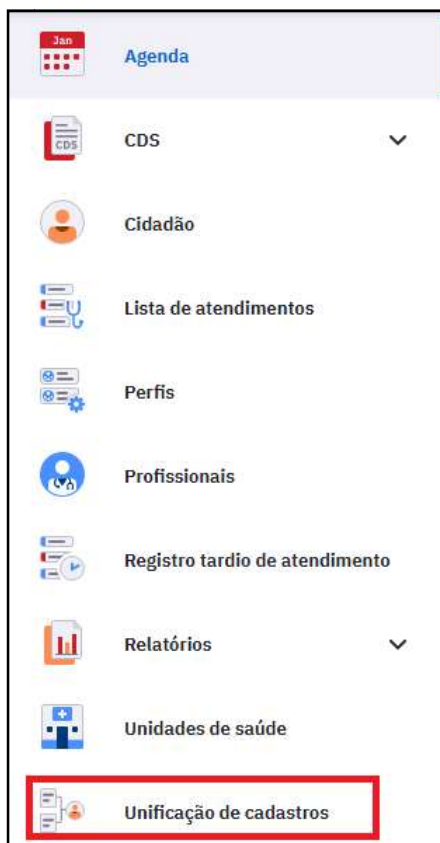 Jan
Agenda
CDS
CDS
Cidadão
Lista de atendimentos
Perfis
Profissionais
Registro tardio de atendimento
Relatórios
Unidades de saúde
Unificação de cadastros